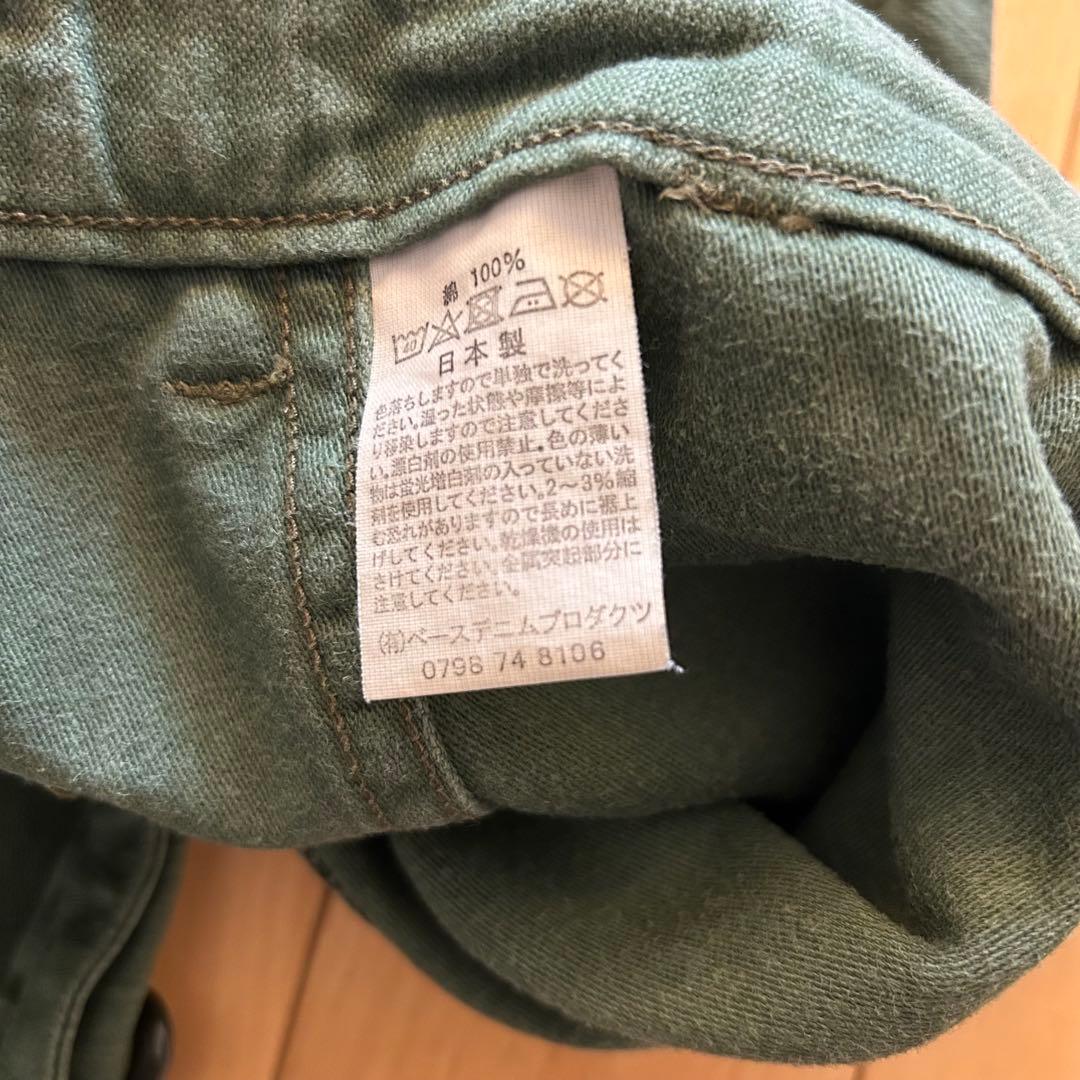 綿 100%
日本製
色落ちしますので単独で洗ってく
ださい。湿った状態や摩擦等によ
り移染しますので注意してくださ
い。漂白剤の使用禁止・色の薄い
物は蛍光増白剤の入っていない洗
剤を使用してください。2〜3%縮
む恐れがありますので長めに裾上
げしてください。乾燥機の使用は
さけてください。金属突起部分に
注意してください。
(有)ベースデニムプロダクツ
0798 74 8106